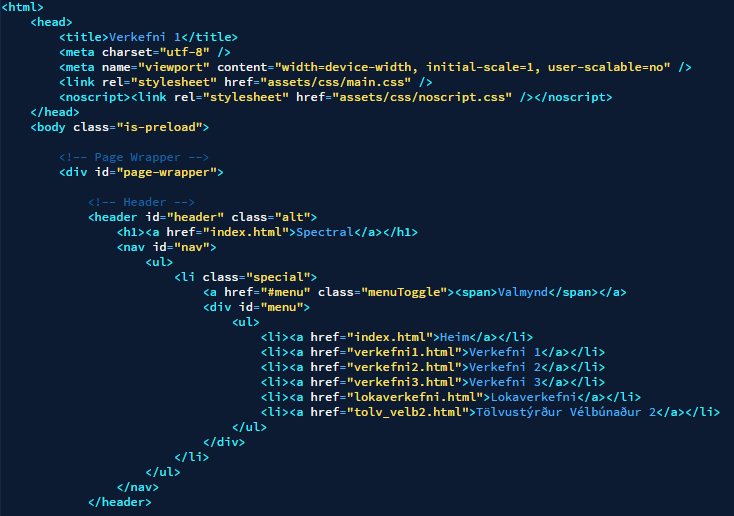 <html>
<head>
<title>Verkefni 1</title>
<meta charset="utf-8" />
<meta name="viewport" content="width=device-width, initial-scale=1, user-scalable=no" />
<link rel="stylesheet" href="assets/css/main.css" />
<noscript><link rel="stylesheet" href="assets/css/noscript.css" /></noscript>
</head>
<body class="is-preload">
<!-- Page Wrapper -->
<div id="page-wrapper">
<!-- Header -->
<header id="header" class="alt">
<h1><a href="index.html">Spectral</a></h1>
<nav id="nav">
<ul>
<li class="special">
<a href="#menu" class="menuToggle"><span>Valmynd</span></a>
<div id="menu">
<ul>
<li><a href="index.html">Heim</a></li>
<li><a href="verkefni1.html">Verkefni 1</a></li>
<li><a href="verkefni2.html">Verkefni 2</a></li>
<li><a href="verkefni3.html">Verkefni 3</a></li>
<li><a href="lokaverkefni.html">Lokaverkefni</a></li>
<li><a href="tolv_velb2.html">Tölvustýrður Vélbúnaður 2</a></li>
</ul>
</div>
</li>
</ul>
</nav>
</header>